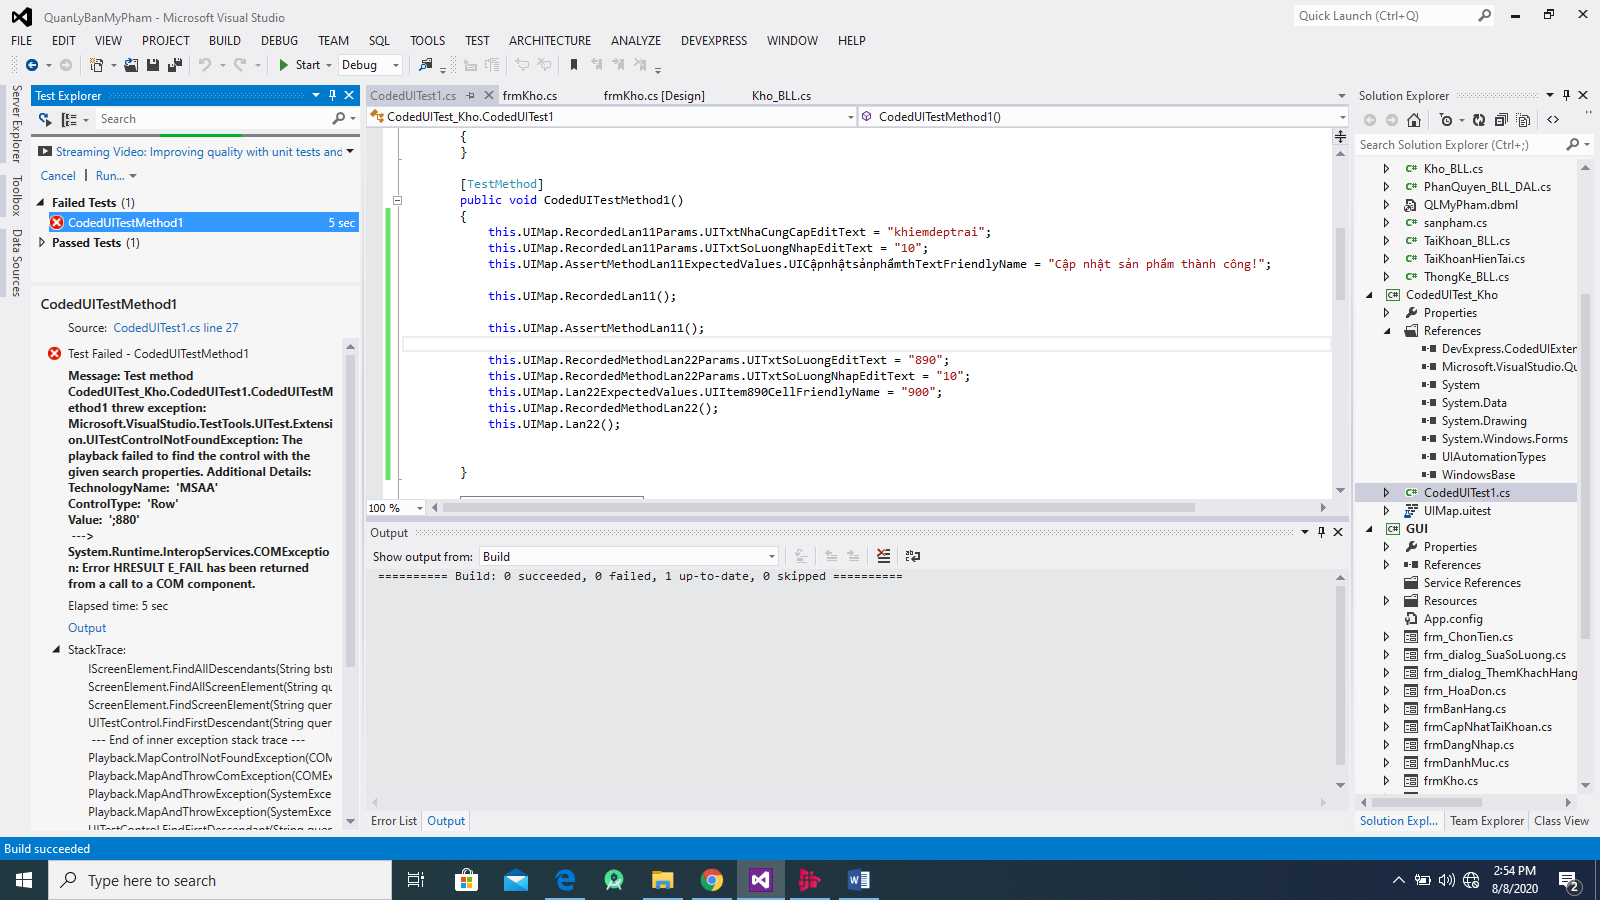 QuanLyBanMyPham - Microsoft Visual Studio
Quick Launch (Ctrl+Q)
FILE EDIT VIEW PROJECT BUILD DEBUG TEAM SQL TOOLS TEST ARCHITECTURE ANALYZE DEVEXPRESS WINDOW HELP
Start Debug
Server Explorer
Toolbox
Data Sources
Test Explorer
Search
Streaming Video: Improving quality with unit tests and
Cancel | Run...
Failed Tests (1)
CodedUITestMethod1 5 sec
Passed Tests (1)
CodedUITestMethod1
Source: CodedUITest1.cs line 27
Test Failed - CodedUITestMethod1
Message: Test method
CodedUITest_Kho.CodedUITest1.CodedUITestM
ethod1 threw exception:
Microsoft.VisualStudio.TestTools.UITest.Extensi
on.UITestControlNotFoundException: The
playback failed to find the control with the
given search properties. Additional Details:
TechnologyName: 'MSAA'
ControlType: 'Row'
Value: ';880'
--->
System.Runtime.InteropServices.COMExceptio
n: Error HRESULT E_FAIL has been returned
from a call to a COM component.
Elapsed time: 5 sec
Output
StackTrace:
IScreenElement.FindAllDescendants(String bstr
ScreenElement.FindAllScreenElement(String qu
ScreenElement.FindScreenElement(String quer
UITestControl.FindFirstDescendant(String quer
--- End of inner exception stack trace ---
Playback.MapControlNotFoundException(COM
Playback.MapAndThrowComException(COMEx
Playback.MapAndThrowException(SystemExce
Playback.MapAndThrowException(SystemExce
UITestControl.FindFirstDescendant(String quer
CodedUITest1.cs frmKho.cs frmKho.cs [Design] Kho_BLL.cs
CodedUITest_Kho.CodedUITest1 CodedUITestMethod1()
{
}
[TestMethod]
public void CodedUITestMethod1()
{
this.UIMap.RecordedLan11Params.UITxtNhaCungCapEditText = "khiemdeptrai";
this.UIMap.RecordedLan11Params.UITxtSoLuongNhapEditText = "10";
this.UIMap.AssertMethodLan11ExpectedValues.UICậpnhậtsảnphẩmthTextFriendlyName = "Cập nhật sản phẩm thành công!";
this.UIMap.RecordedLan11();
this.UIMap.AssertMethodLan11();
this.UIMap.RecordedMethodLan22Params.UITxtSoLuongEditText = "890";
this.UIMap.RecordedMethodLan22Params.UITxtSoLuongNhapEditText = "10";
this.UIMap.Lan22ExpectedValues.UIItem890CellFriendlyName = "900";
this.UIMap.RecordedMethodLan22();
this.UIMap.Lan22();
}
100 %
Output
Show output from: Build
========== Build: 0 succeeded, 0 failed, 1 up-to-date, 0 skipped ==========
Error List Output
Solution Explorer
Search Solution Explorer (Ctrl+;)
Kho_BLL.cs
PhanQuyen_BLL_DAL.cs
QLMyPham.dbml
sanpham.cs
TaiKhoan_BLL.cs
TaiKhoanHienTai.cs
ThongKe_BLL.cs
CodedUITest_Kho
Properties
References
DevExpress.CodedUIExten
Microsoft.VisualStudio.Qu
System
System.Data
System.Drawing
System.Windows.Forms
UIAutomationTypes
WindowsBase
CodedUITest1.cs
UIMap.uitest
GUI
Properties
References
Service References
Resources
App.config
frm_ChonTien.cs
frm_dialog_SuaSoLuong.cs
frm_dialog_ThemKhachHang
frm_HoaDon.cs
frmBanHang.cs
frmCapNhatTaiKhoan.cs
frmDangNhap.cs
frmDanhMuc.cs
frmKho.cs
Solution Expl... Team Explorer Class View
Build succeeded
Type here to search
2:54 PM
8/8/2020
2